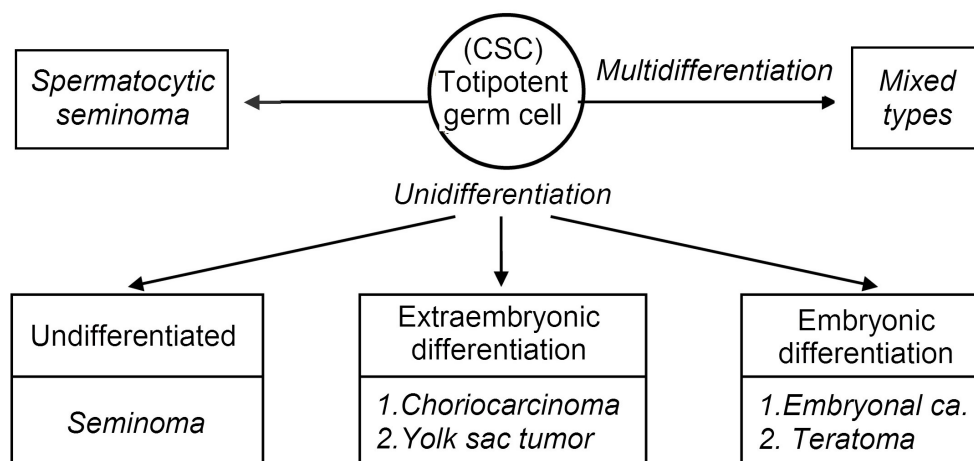 (CSC)
Totipotent
germ cell
Spermatocytic
seminoma
Multidifferentiation
Mixed
types
Unidifferentiation
Undifferentiated
Seminoma
Extraembryonic
differentiation
1.Choriocarcinoma
2.Yolk sac tumor
Embryonic
differentiation
1.Embryonal ca.
2. Teratoma